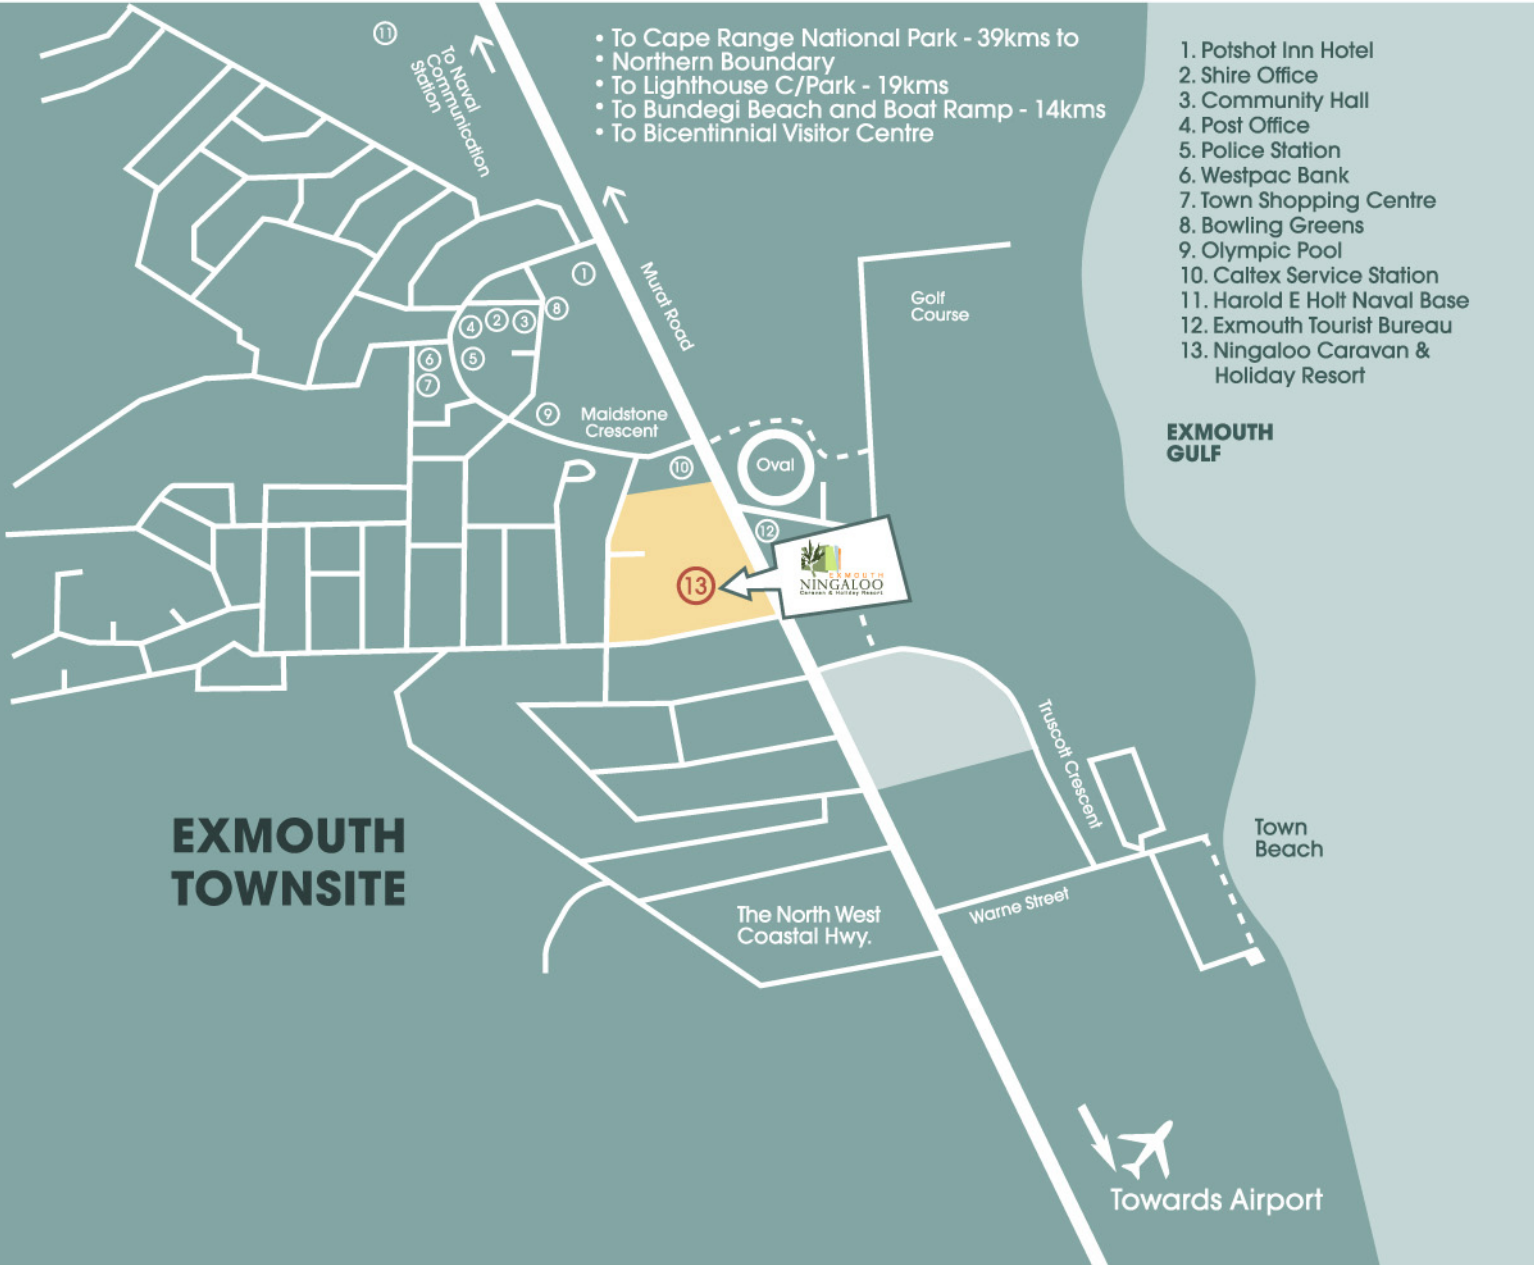 11
To Naval
Communication
Station
• To Cape Range National Park - 39kms to
• Northern Boundary
• To Lighthouse C/Park - 19kms
• To Bundegi Beach and Boat Ramp - 14kms
• To Bicentinnial Visitor Centre
1. Potshot Inn Hotel
2. Shire Office
3. Community Hall
4. Post Office
5. Police Station
6. Westpac Bank
7. Town Shopping Centre
8. Bowling Greens
9. Olympic Pool
10. Caltex Service Station
11. Harold E Holt Naval Base
12. Exmouth Tourist Bureau
13. Ningaloo Caravan &
Holiday Resort
EXMOUTH
GULF
1
Murat Road
8
4
2
3
5
6
7
9
Golf
Course
Maidstone
Crescent
10
Oval
12
13
EXMOUTH
NINGALOO
Caravan & Holiday Resort
Truscott Crescent
Town
Beach
EXMOUTH
TOWNSITE
Warne Street
The North West
Coastal Hwy.
Towards Airport